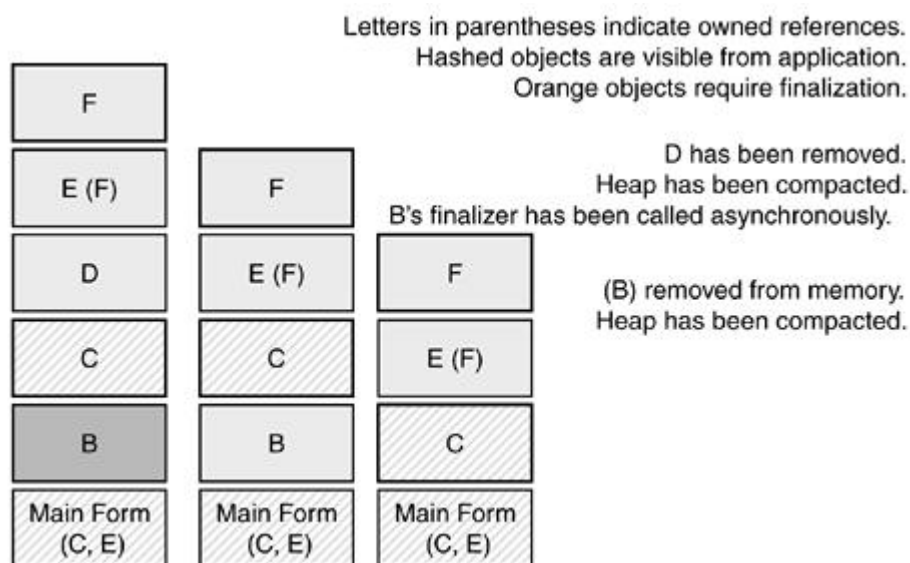 Letters in parentheses indicate owned references.
Hashed objects are visible from application.
Orange objects require finalization.
D has been removed.
Heap has been compacted.
B's finalizer has been called asynchronously.
(B) removed from memory.
Heap has been compacted.
F
E (F)
D
C
B
Main Form
(C, E)
F
E (F)
C
B
Main Form
(C, E)
F
E (F)
C
Main Form
(C, E)